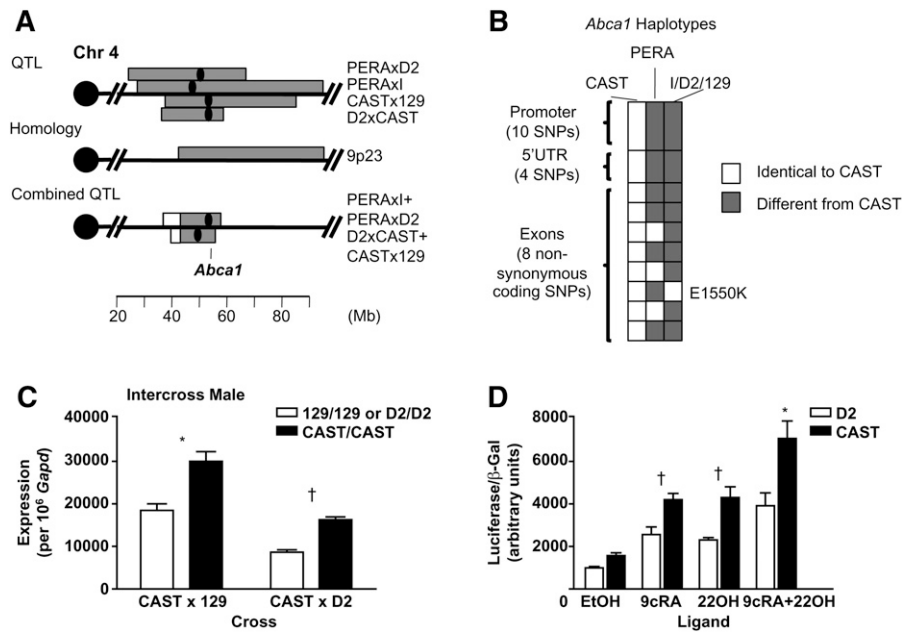 A
Chr 4
QTL
PERAxD2
PERAxI
CASTx129
D2xCAST
Homology
9p23
Combined QTL
PERAxI+
PERAxD2
D2xCAST+
CASTx129
Abca1
20 40 60 80 (Mb)
B
Abca1 Haplotypes
PERA
CAST I/D2/129
Promoter
(10 SNPs)
5'UTR
(4 SNPs)
Exons
(8 non-
synonymous
coding SNPs)
E1550K
Identical to CAST
Different from CAST
C
Intercross Male
129/129 or D2/D2
CAST/CAST
Expression
(per 10⁶ Gapd)
40000
30000
20000
10000
0
*
†
CAST x 129 CAST x D2
Cross
D
D2
CAST
Luciferase/β-Gal
(arbitrary units)
8000
6000
4000
2000
0
†
†
*
EtOH 9cRA 22OH 9cRA+22OH
Ligand